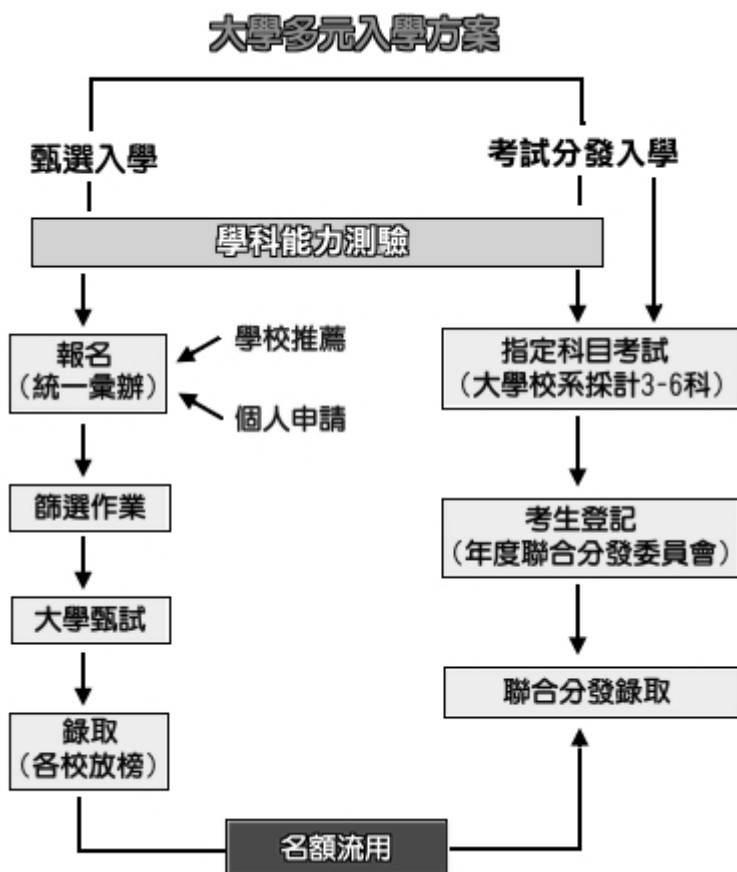 大學多元入學方案
甄選入學
考試分發入學
學科能力測驗
報名
（統一彙辦）
學校推薦
個人申請
篩選作業
大學甄試
錄取
（各校放榜）
指定科目考試
（大學校系採計3-6科）
考生登記
（年度聯合分發委員會）
聯合分發錄取
名額流用